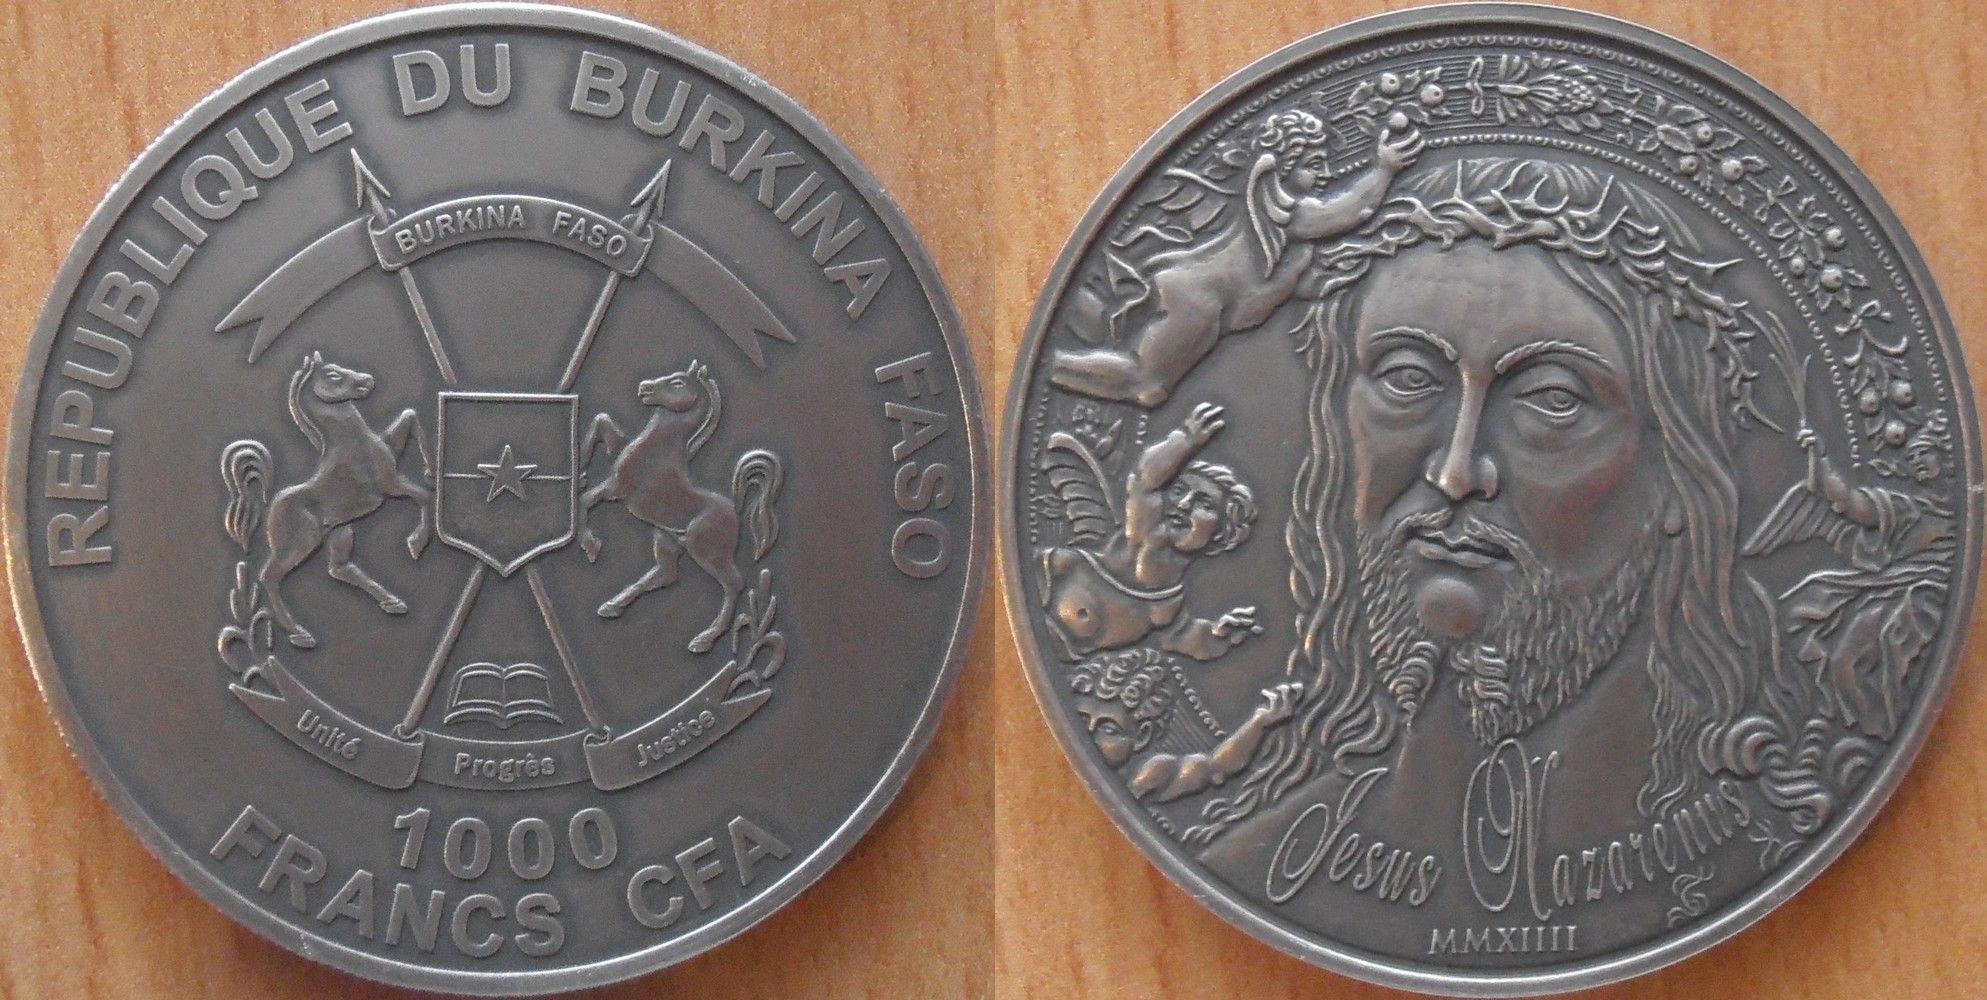 REPUBLIQUE DU BURKINA FASO
BURKINA FASO
Unité
Progrès
Justice
1000
FRANCS CFA
Jesus Nazarenus
MMXIIII